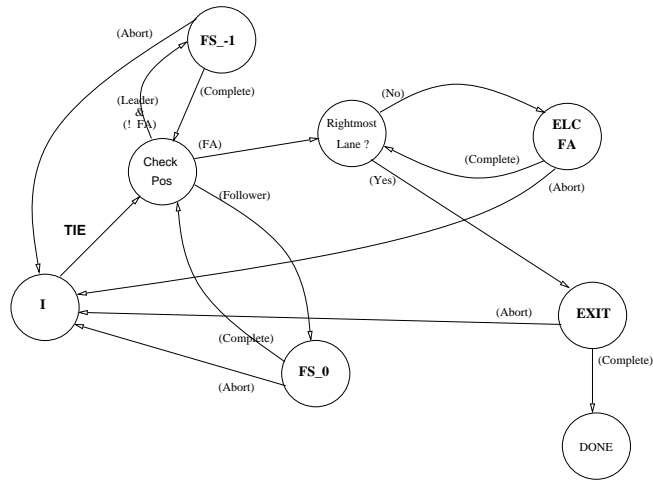 (Abort)
FS_-1
(Complete)
(Leader)
&
(! FA)
(No)
Rightmost
Lane ?
ELC
FA
(FA)
Check
Pos
(Complete)
(Yes)
(Follower)
(Abort)
TIE
I
(Abort)
EXIT
(Complete)
FS_0
(Abort)
(Complete)
DONE